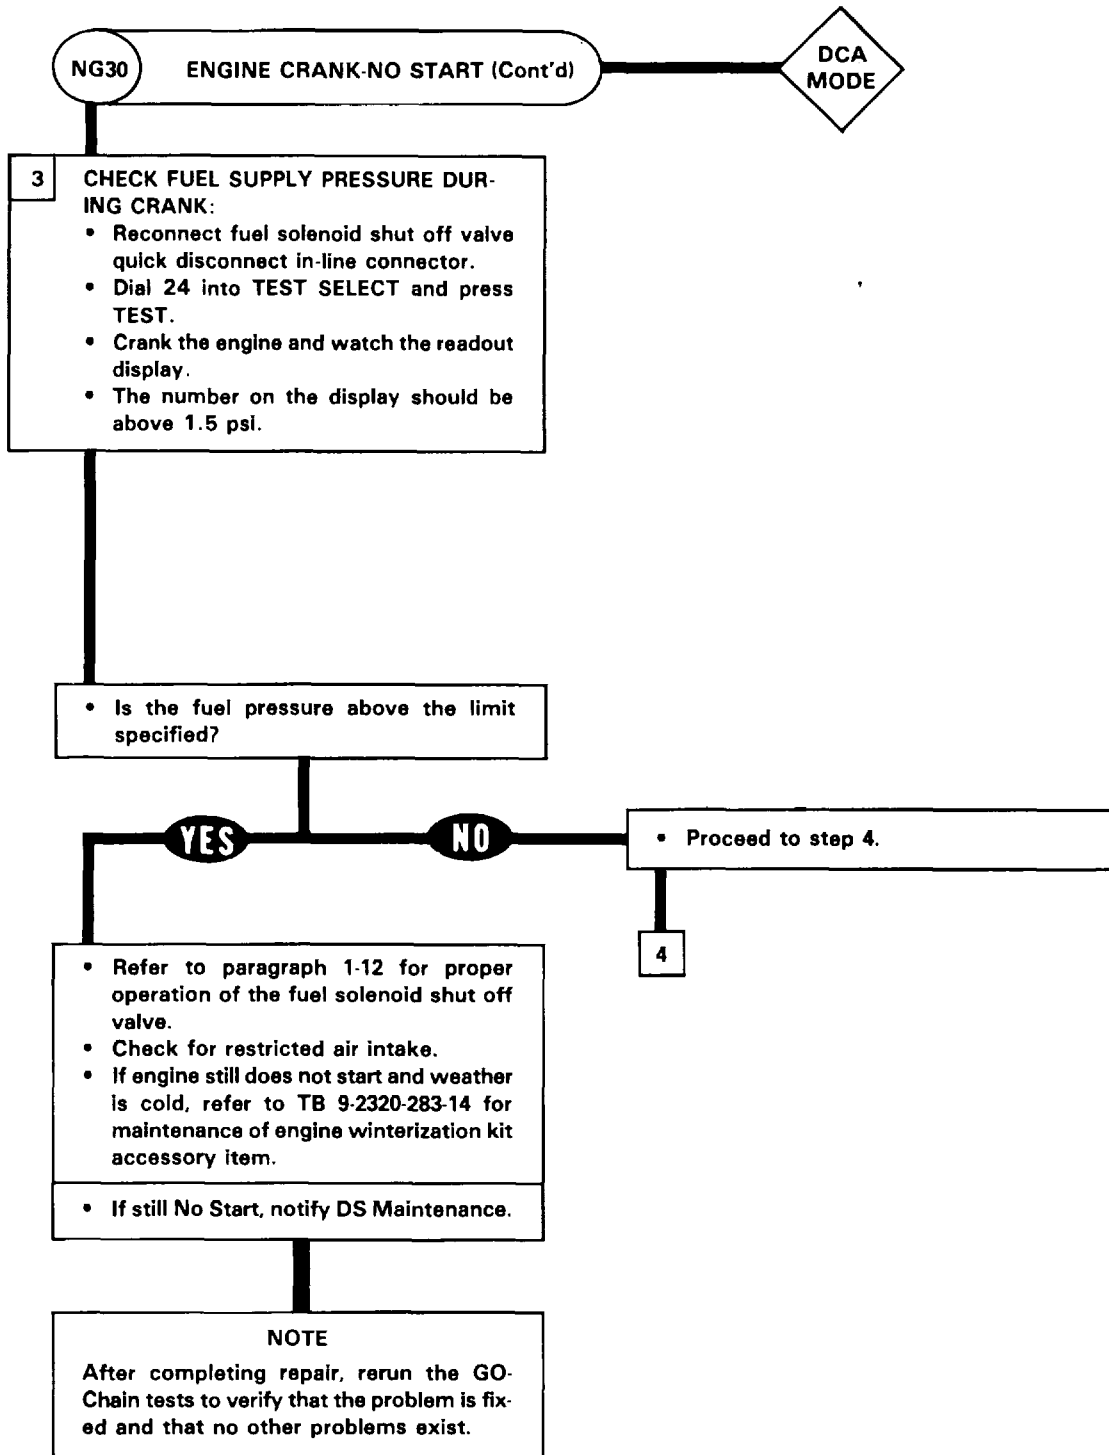 NG30
ENGINE CRANK-NO START (Cont'd)
DCA
MODE
3
CHECK FUEL SUPPLY PRESSURE DUR-
ING CRANK:
• Reconnect fuel solenoid shut off valve
quick disconnect in-line connector.
• Dial 24 into TEST SELECT and press
TEST.
• Crank the engine and watch the readout
display.
• The number on the display should be
above 1.5 psi.
• Is the fuel pressure above the limit
specified?
YES
NO
• Proceed to step 4.
4
• Refer to paragraph 1-12 for proper
operation of the fuel solenoid shut off
valve.
• Check for restricted air intake.
• If engine still does not start and weather
is cold, refer to TB 9-2320-283-14 for
maintenance of engine winterization kit
accessory item.
• If still No Start, notify DS Maintenance.
NOTE
After completing repair, rerun the GO-
Chain tests to verify that the problem is fix-
ed and that no other problems exist.